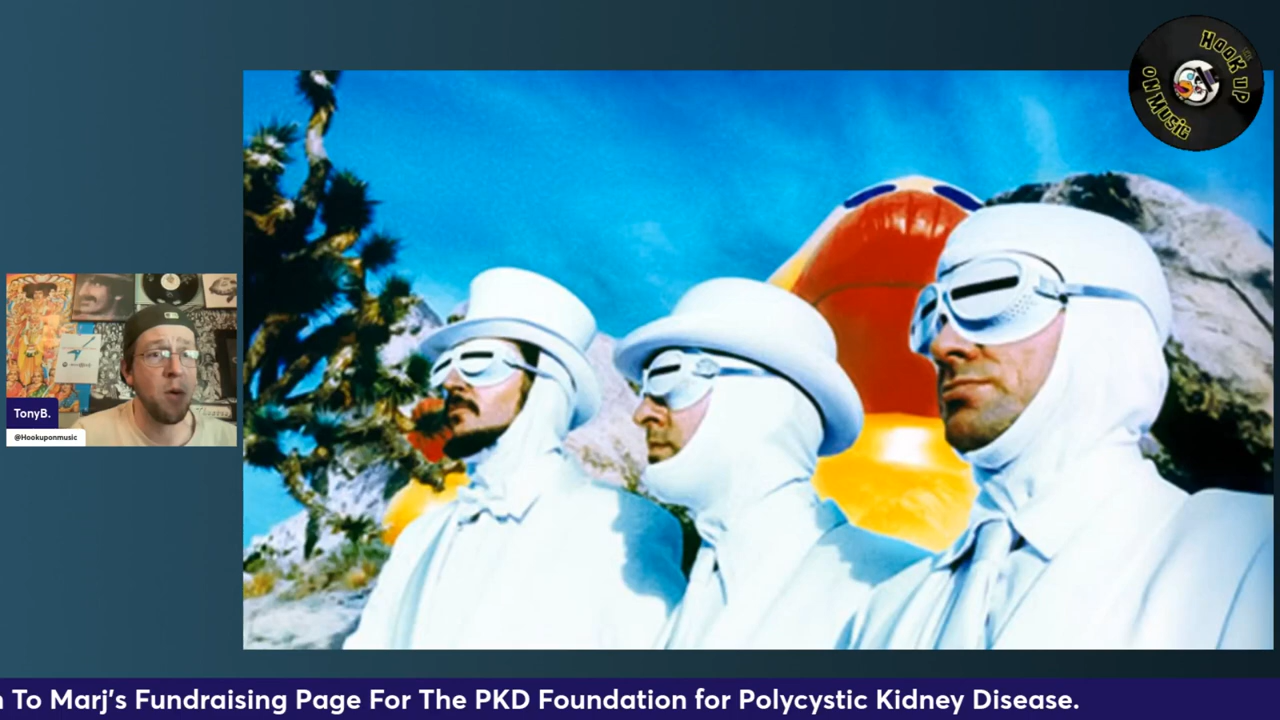 HOOK UP
ON MUSIC
TonyB.
@Hookuponmusic
To Marj's Fundraising Page For The PKD Foundation for Polycystic Kidney Disease.